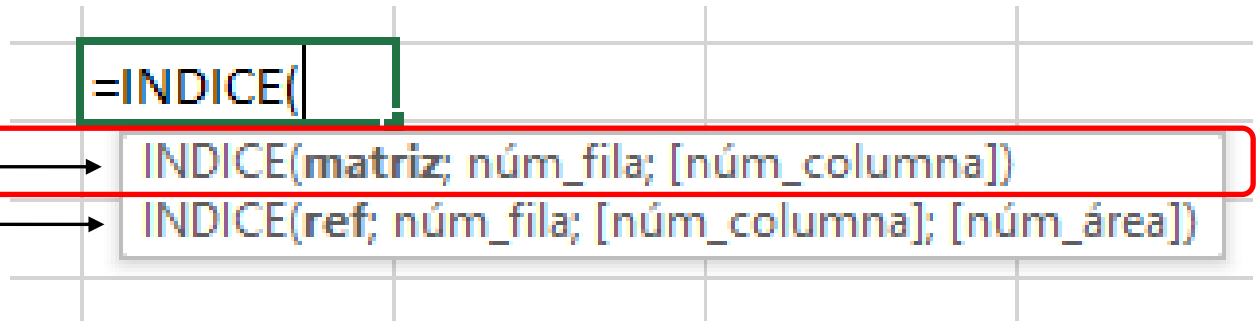 =INDICE(
INDICE(matriz; núm_fila; [núm_columna])
INDICE(ref; núm_fila; [núm_columna]; [núm_área])